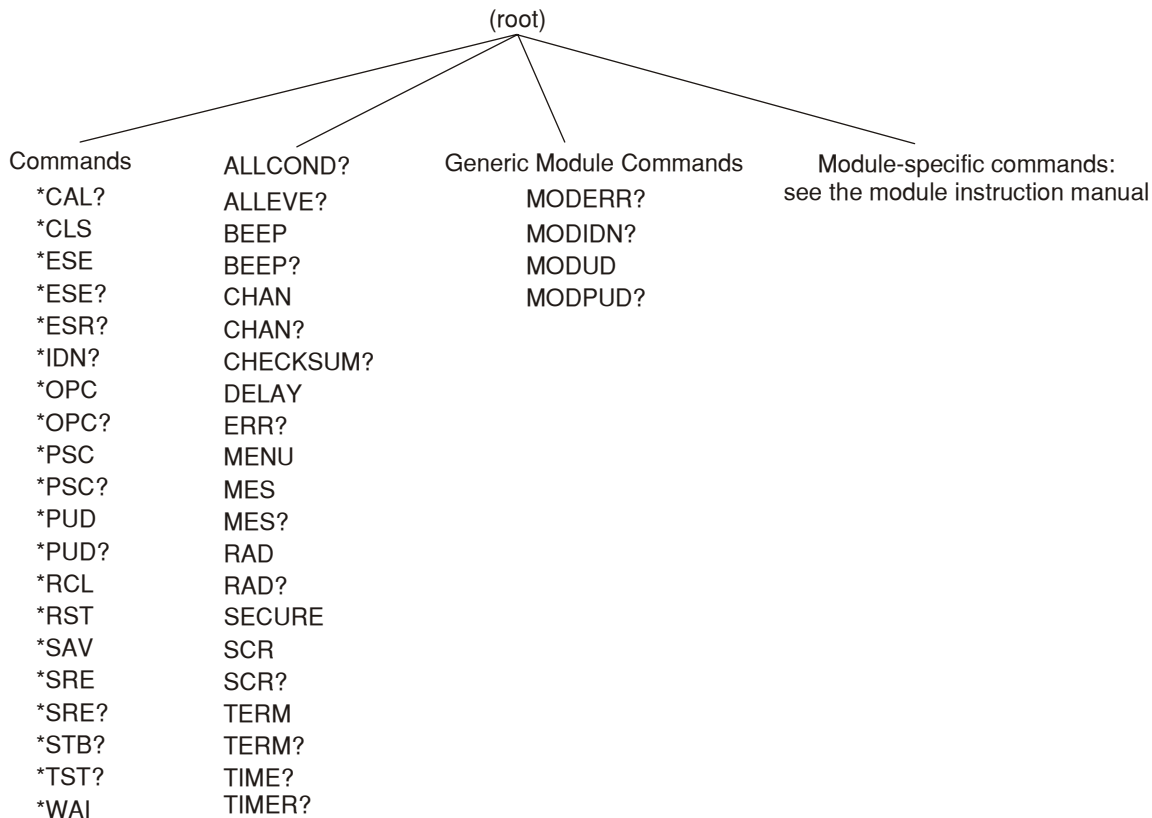 (root)
Commands
*CAL?
*CLS
*ESE
*ESE?
*ESR?
*IDN?
*OPC
*OPC?
*PSC
*PSC?
*PUD
*PUD?
*RCL
*RST
*SAV
*SRE
*SRE?
*STB?
*TST?
*WAI
ALLCOND?
ALLEVE?
BEEP
BEEP?
CHAN
CHAN?
CHECKSUM?
DELAY
ERR?
MENU
MES
MES?
RAD
RAD?
SECURE
SCR
SCR?
TERM
TERM?
TIME?
TIMER?
Generic Module Commands
MODERR?
MODIDN?
MODUD
MODPUD?
Module-specific commands:
see the module instruction manual